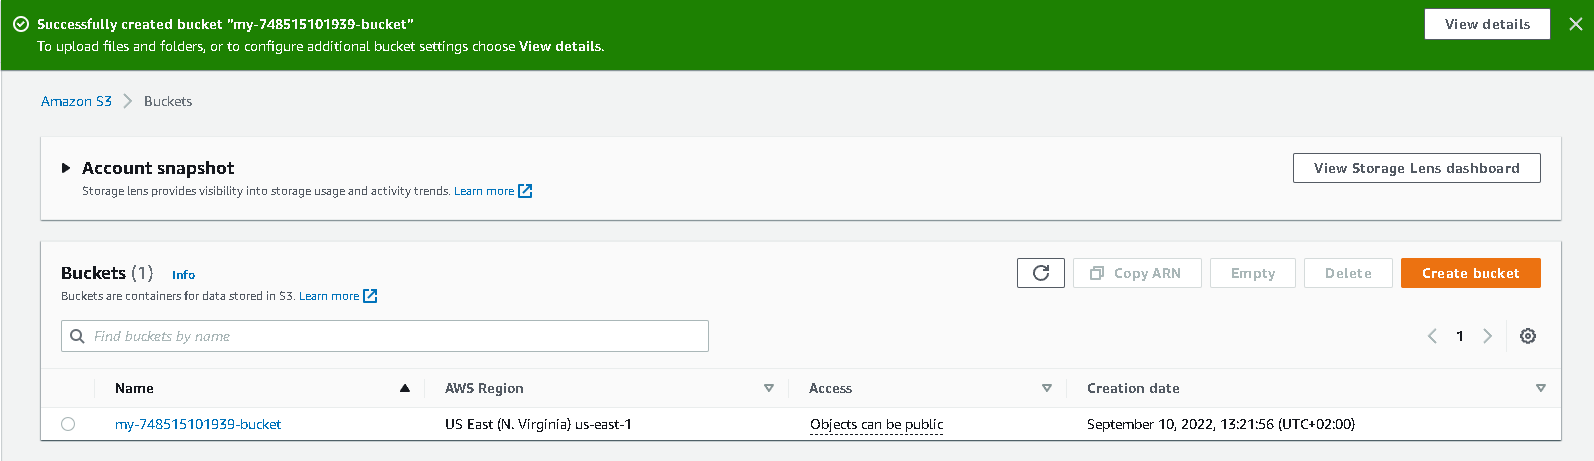 Successfully created bucket "my-748515101939-bucket"
To upload files and folders, or to configure additional bucket settings choose View details.
View details
Amazon S3 Buckets
Account snapshot
Storage lens provides visibility into storage usage and activity trends. Learn more
View Storage Lens dashboard
Buckets (1) Info
Buckets are containers for data stored in S3. Learn more
Copy ARN
Empty
Delete
Create bucket
Find buckets by name
1
Name AWS Region Access Creation date
my-748515101939-bucket US East (N. Virginia) us-east-1 Objects can be public September 10, 2022, 13:21:56 (UTC+02:00)